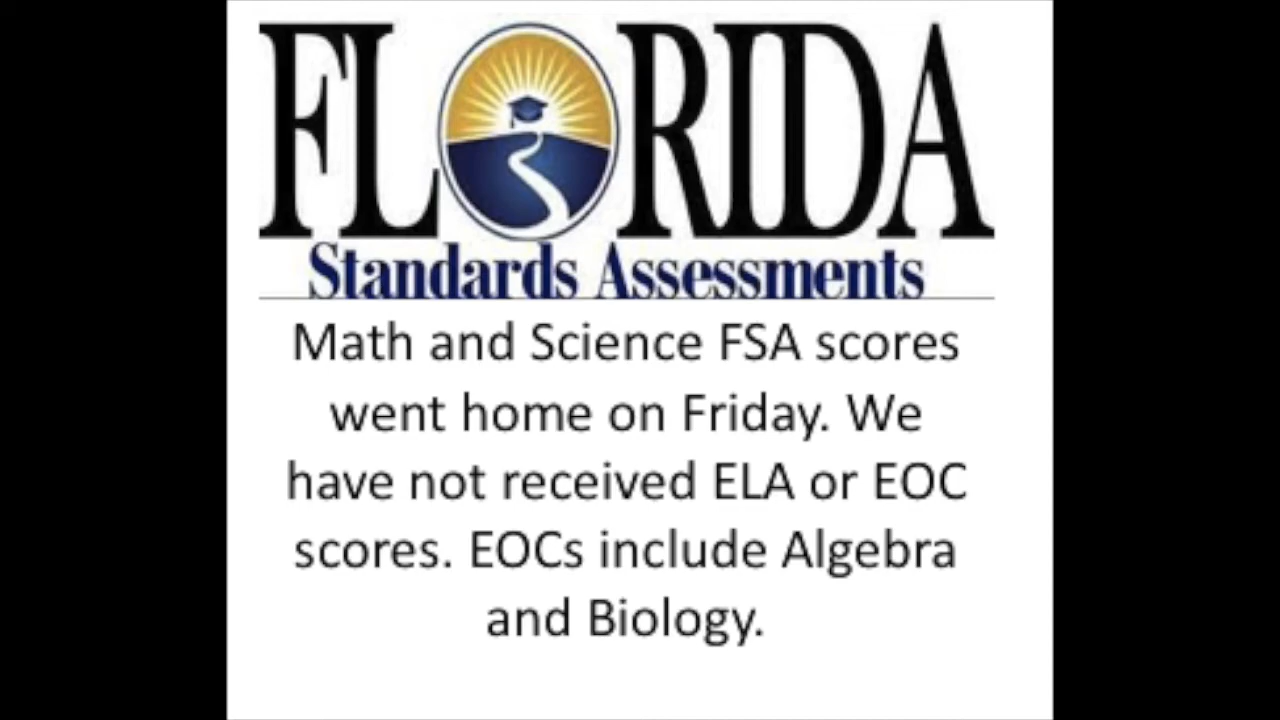 FLORIDA
Standards Assessments
Math and Science FSA scores
went home on Friday. We
have not received ELA or EOC
scores. EOCs include Algebra
and Biology.